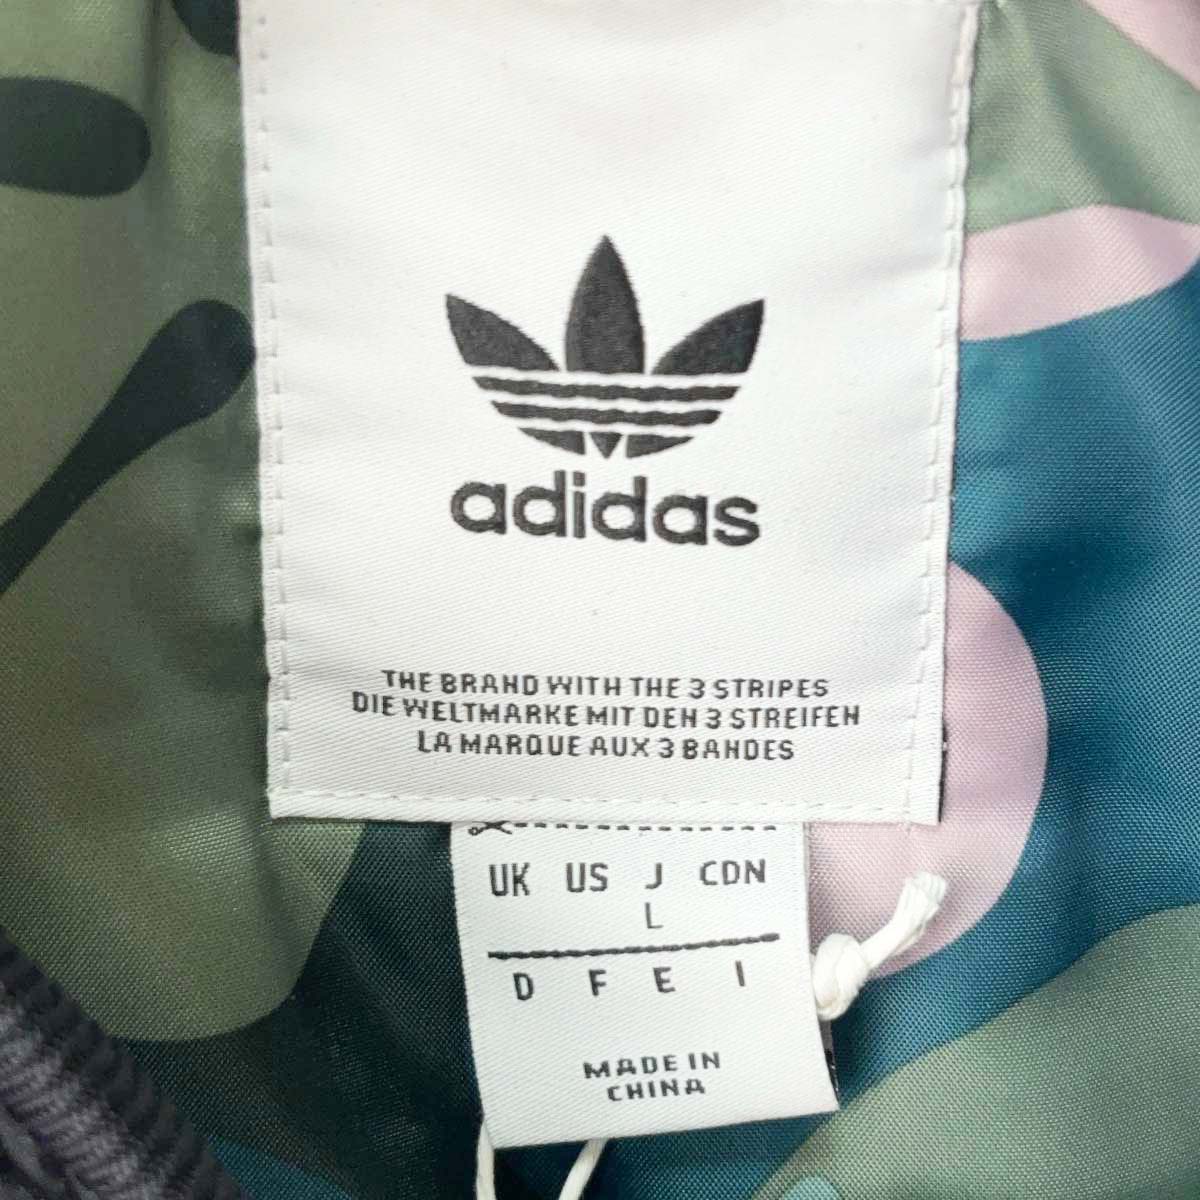 adidas
THE BRAND WITH THE 3 STRIPES
DIE WELTMARKE MIT DEN 3 STREIFEN
LA MARQUE AUX 3 BANDES
UK US J CDN
L
D F E I
MADE IN
CHINA